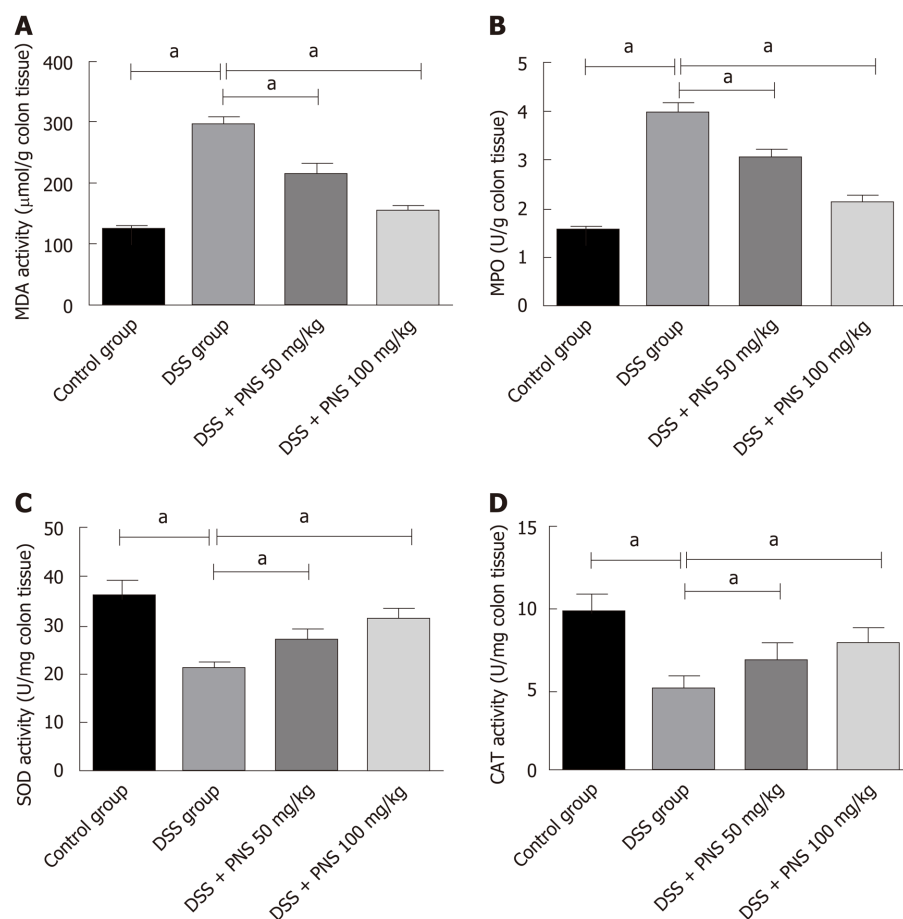 A
MDA activity (μmol/g colon tissue)
400
300
200
100
0
a
a
a
Control group
DSS group
DSS + PNS 50 mg/kg
DSS + PNS 100 mg/kg
B
MPO (U/g colon tissue)
5
4
3
2
1
0
a
a
a
Control group
DSS group
DSS + PNS 50 mg/kg
DSS + PNS 100 mg/kg
C
SOD activity (U/mg colon tissue)
50
40
30
20
10
0
a
a
a
Control group
DSS group
DSS + PNS 50 mg/kg
DSS + PNS 100 mg/kg
D
CAT activity (U/mg colon tissue)
15
10
5
0
a
a
a
Control group
DSS group
DSS + PNS 50 mg/kg
DSS + PNS 100 mg/kg